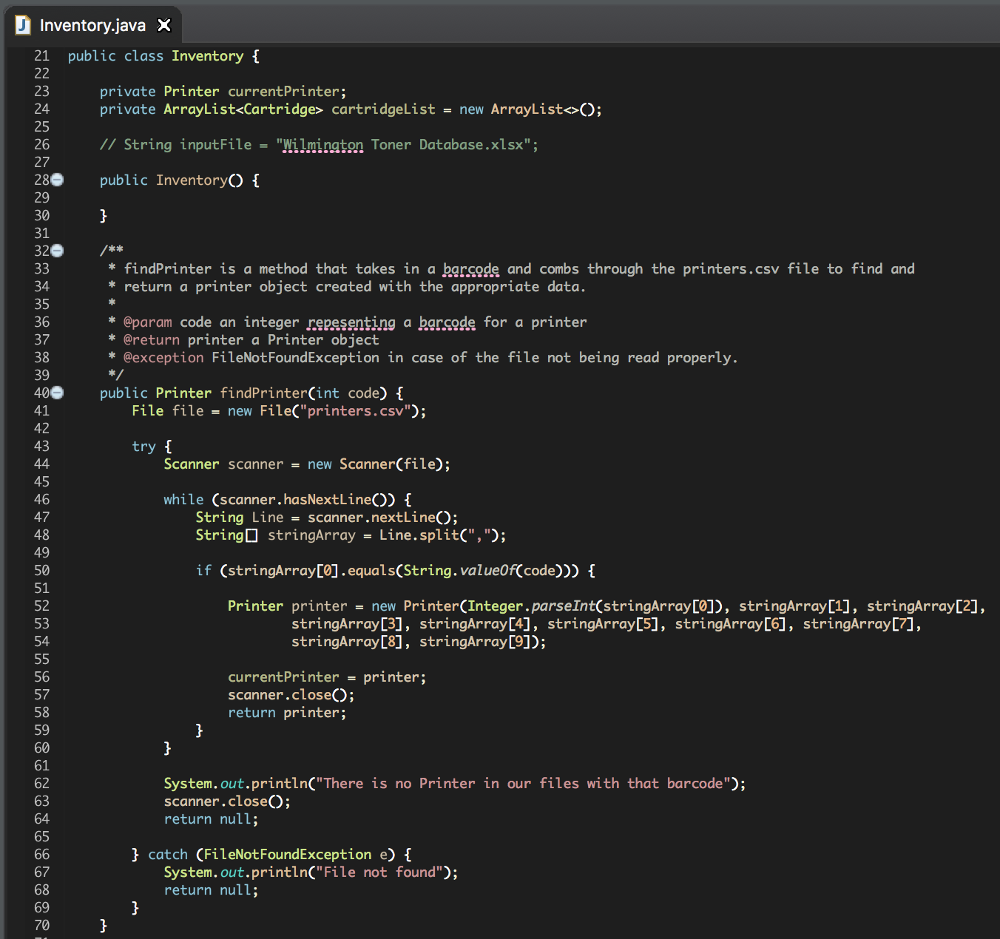 Inventory.java
21 public class Inventory {
22
23 private Printer currentPrinter;
24 private ArrayList<Cartridge> cartridgeList = new ArrayList<>();
25
26 // String inputFile = "Wilmington Toner Database.xlsx";
27
28 public Inventory() {
29
30 }
31
32 /**
33 * findPrinter is a method that takes in a barcode and combs through the printers.csv file to find and
34 * return a printer object created with the appropriate data.
35 *
36 * @param code an integer repesenting a barcode for a printer
37 * @return printer a Printer object
38 * @exception FileNotFoundException in case of the file not being read properly.
39 */
40 public Printer findPrinter(int code) {
41 File file = new File("printers.csv");
42
43 try {
44 Scanner scanner = new Scanner(file);
45
46 while (scanner.hasNextLine()) {
47 String Line = scanner.nextLine();
48 String[] stringArray = Line.split(",");
49
50 if (stringArray[0].equals(String.valueOf(code))) {
51
52 Printer printer = new Printer(Integer.parseInt(stringArray[0]), stringArray[1], stringArray[2],
53 stringArray[3], stringArray[4], stringArray[5], stringArray[6], stringArray[7],
54 stringArray[8], stringArray[9]);
55
56 currentPrinter = printer;
57 scanner.close();
58 return printer;
59 }
60 }
61
62 System.out.println("There is no Printer in our files with that barcode");
63 scanner.close();
64 return null;
65
66 } catch (FileNotFoundException e) {
67 System.out.println("File not found");
68 return null;
69 }
70 }